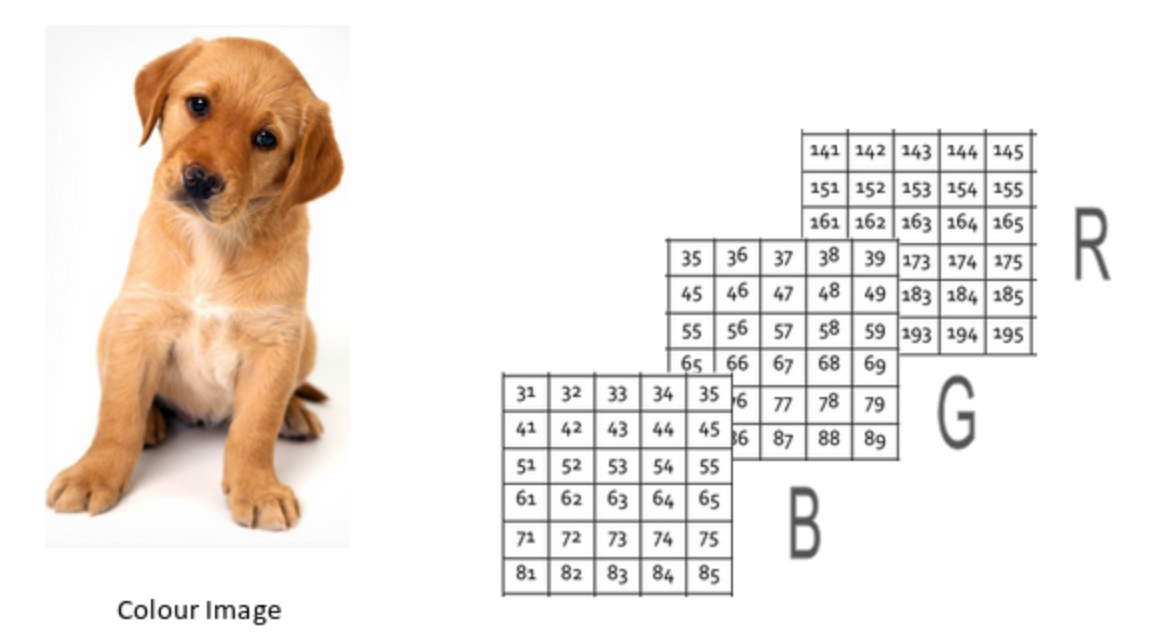 141 142 143 144 145
151 152 153 154 155
161 162 163 164 165
173 174 175
183 184 185
193 194 195
R
35 36 37 38 39
45 46 47 48 49
55 56 57 58 59
65 66 67 68 69
77 78 79
87 88 89
G
31 32 33 34 35
41 42 43 44 45
51 52 53 54 55
61 62 63 64 65
71 72 73 74 75
81 82 83 84 85
B
Colour Image